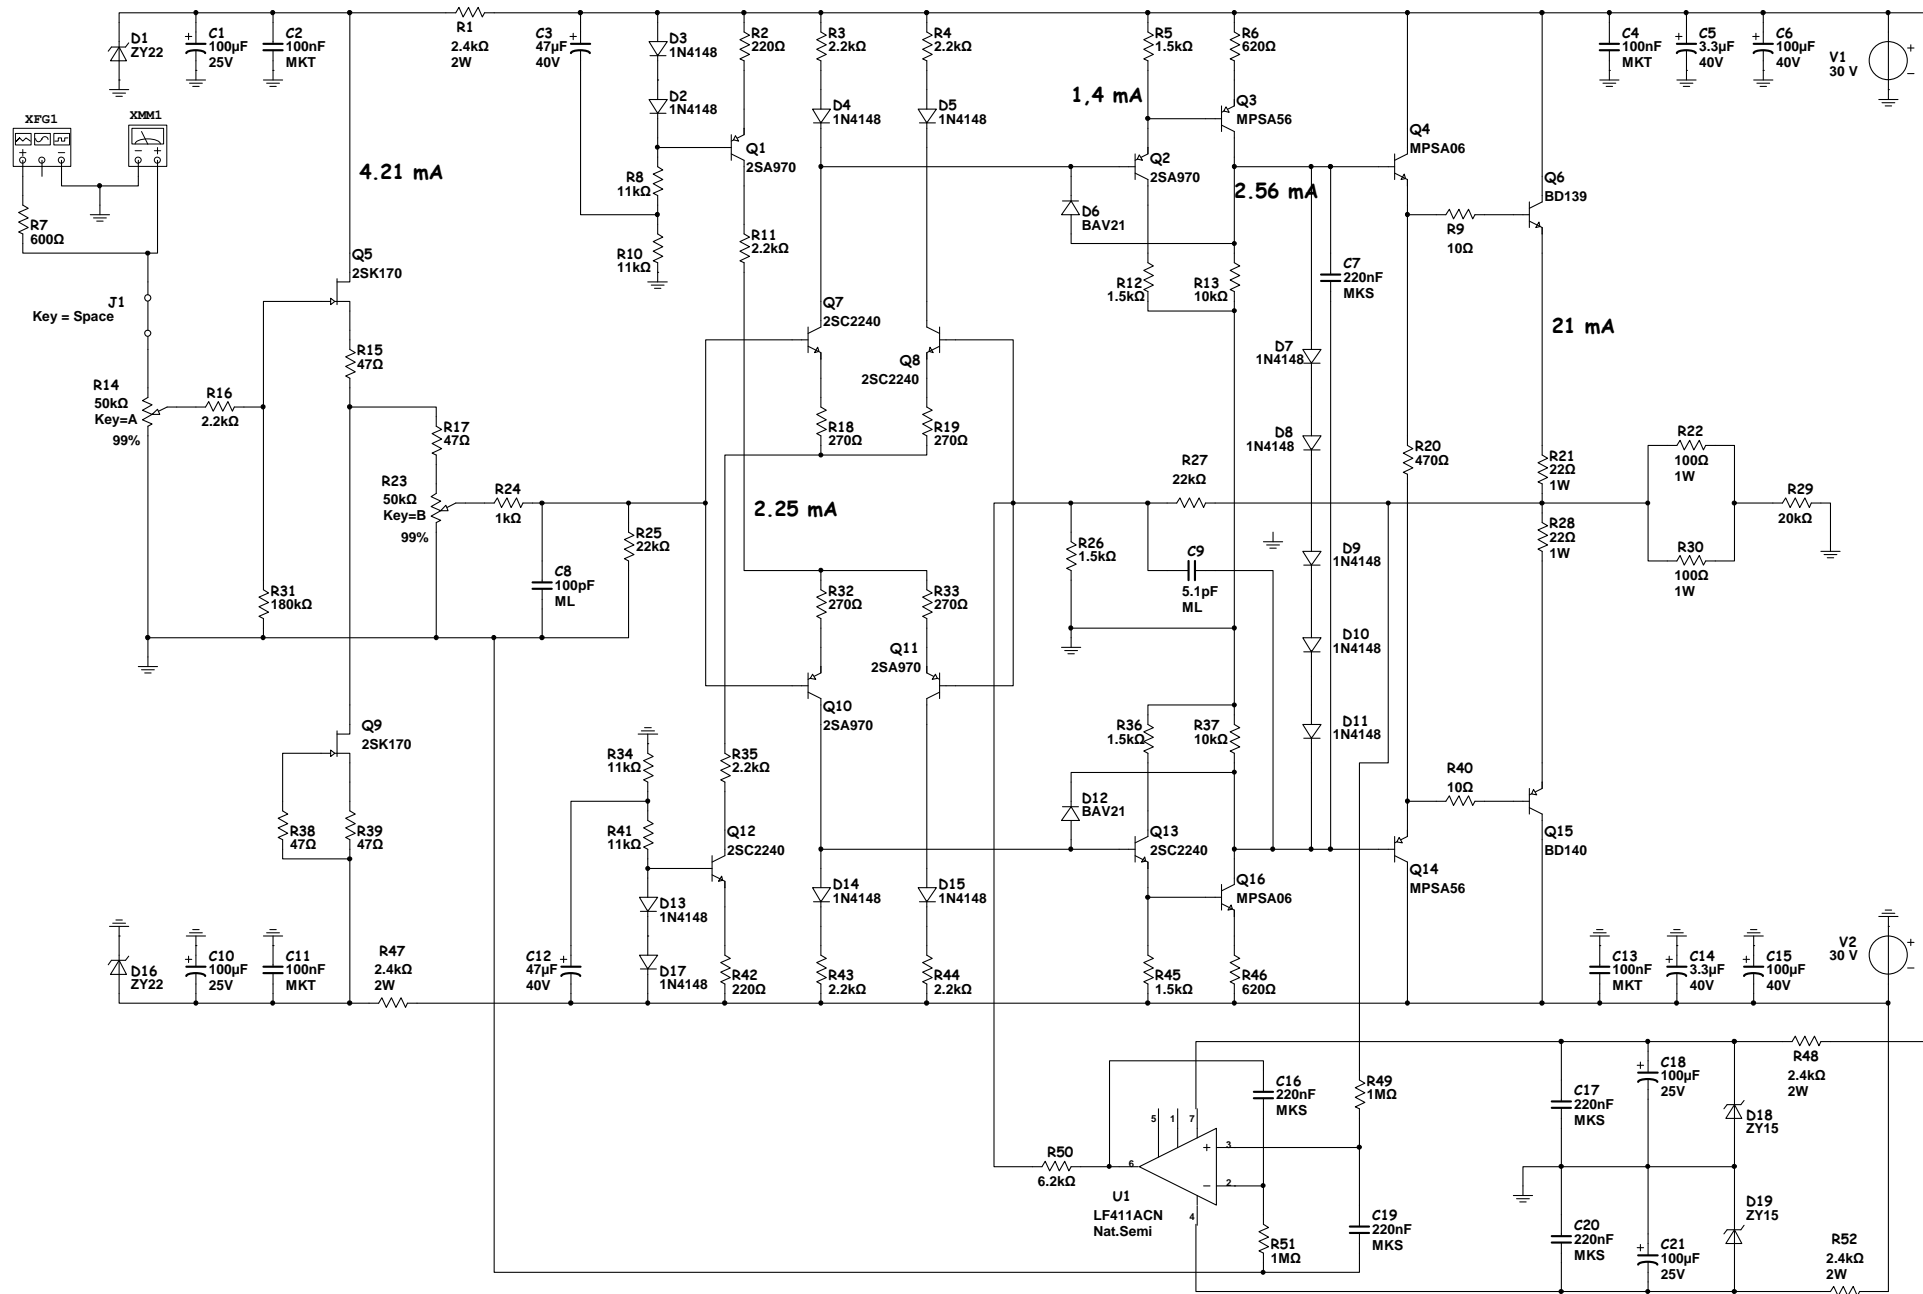 D1
ZY22
C1
100µF
25V
C2
100nF
MKT
R1
2.4kΩ
2W
C3
47µF
40V
D3
1N4148
R2
220Ω
R3
2.2kΩ
R4
2.2kΩ
R5
1.5kΩ
R6
620Ω
C4
100nF
MKT
C5
3.3µF
40V
C6
100µF
40V
V1
30 V
XFG1
XMM1
D2
1N4148
D4
1N4148
D5
1N4148
1,4 mA
Q3
MPSA56
Q4
MPSA06
Q1
2SA970
Q2
2SA970
4.21 mA
R8
11kΩ
2.56 mA
Q6
BD139
R7
600Ω
D6
BAV21
R9
10Ω
R10
11kΩ
R11
2.2kΩ
Q5
2SK170
R12
1.5kΩ
R13
10kΩ
C7
220nF
MKS
J1
Key = Space
Q7
2SC2240
21 mA
R15
47Ω
Q8
2SC2240
D7
1N4148
R14
50kΩ
Key=A
99%
R16
2.2kΩ
R17
47Ω
R18
270Ω
R19
270Ω
D8
1N4148
R20
470Ω
R21
22Ω
1W
R22
100Ω
1W
R23
50kΩ
Key=B
99%
R24
1kΩ
2.25 mA
R27
22kΩ
R29
20kΩ
R25
22kΩ
R26
1.5kΩ
R28
22Ω
1W
R30
100Ω
1W
C8
100pF
ML
C9
5.1pF
ML
D9
1N4148
R31
180kΩ
R32
270Ω
R33
270Ω
D10
1N4148
Q11
2SA970
Q10
2SA970
Q9
2SK170
R36
1.5kΩ
R37
10kΩ
D11
1N4148
R34
11kΩ
R35
2.2kΩ
R40
10Ω
R38
47Ω
R39
47Ω
R41
11kΩ
Q12
2SC2240
D12
BAV21
Q13
2SC2240
Q15
BD140
Q14
MPSA56
D13
1N4148
D14
1N4148
D15
1N4148
Q16
MPSA06
D16
ZY22
C10
100µF
25V
C11
100nF
MKT
R47
2.4kΩ
2W
C12
47µF
40V
D17
1N4148
R42
220Ω
R43
2.2kΩ
R44
2.2kΩ
R45
1.5kΩ
R46
620Ω
C13
100nF
MKT
C14
3.3µF
40V
C15
100µF
40V
V2
30 V
C16
220nF
MKS
R49
1MΩ
C17
220nF
MKS
C18
100µF
25V
R48
2.4kΩ
2W
D18
ZY15
5
1
7
3
6
2
4
R50
6.2kΩ
U1
LF411ACN
Nat.Semi
R51
1MΩ
C19
220nF
MKS
C20
220nF
MKS
C21
100µF
25V
D19
ZY15
R52
2.4kΩ
2W